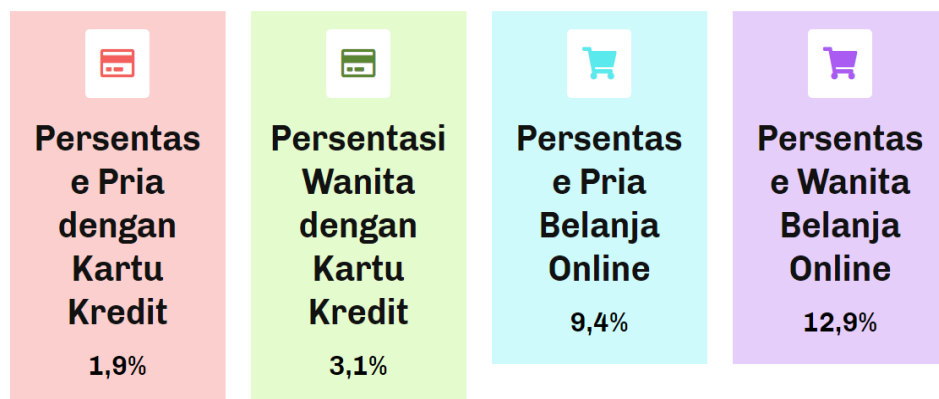 Persentas
e Pria
dengan
Kartu
Kredit
1,9%
Persentasi
Wanita
dengan
Kartu
Kredit
3,1%
Persentas
e Pria
Belanja
Online
9,4%
Persentas
e Wanita
Belanja
Online
12,9%